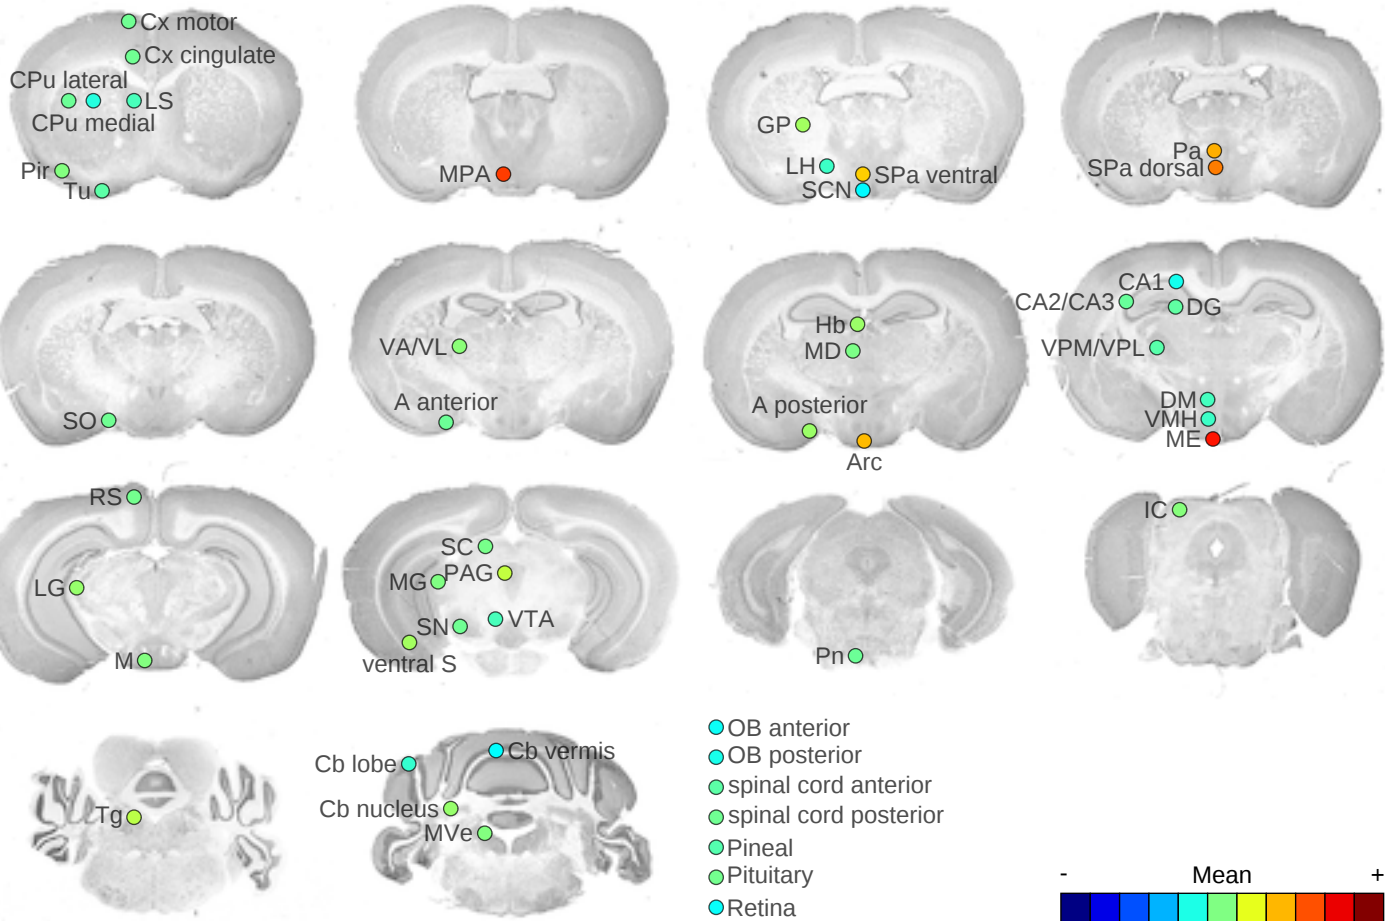 Cx motor
Cx cingulate
CPu lateral
LS
CPu medial
Pir
Tu
MPA
GP
LH
SPa ventral
SCN
Pa
SPa dorsal
SO
VA/VL
A anterior
Hb
MD
A posterior
Arc
CA1
CA2/CA3
DG
VPM/VPL
DM
VMH
ME
RS
LG
M
SC
MG
PAG
SN
VTA
ventral S
Pn
IC
Tg
Cb lobe
Cb vermis
Cb nucleus
MVe
OB anterior
OB posterior
spinal cord anterior
spinal cord posterior
Pineal
Pituitary
Retina
- Mean +